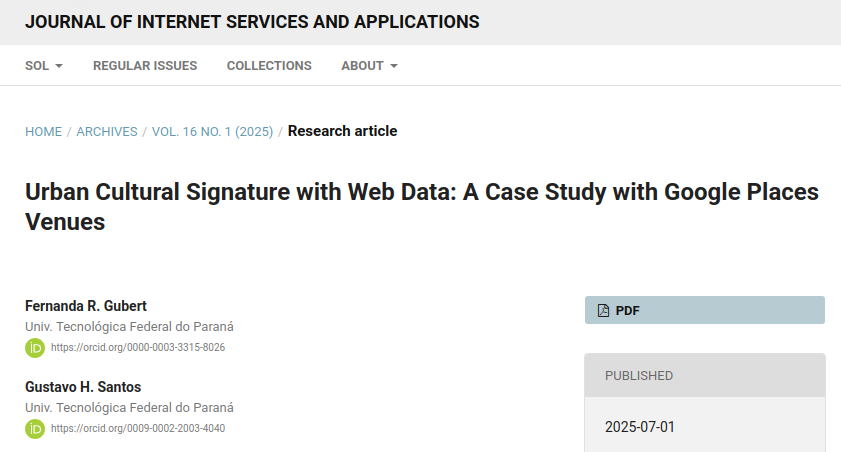 JOURNAL OF INTERNET SERVICES AND APPLICATIONS
SOL REGULAR ISSUES COLLECTIONS ABOUT
HOME / ARCHIVES / VOL. 16 NO. 1 (2025) / Research article
Urban Cultural Signature with Web Data: A Case Study with Google Places
Venues
Fernanda R. Gubert
Univ. Tecnológica Federal do Paraná
iD https://orcid.org/0000-0003-3315-8026
Gustavo H. Santos
Univ. Tecnológica Federal do Paraná
iD https://orcid.org/0009-0002-2003-4040
PDF
PUBLISHED
2025-07-01